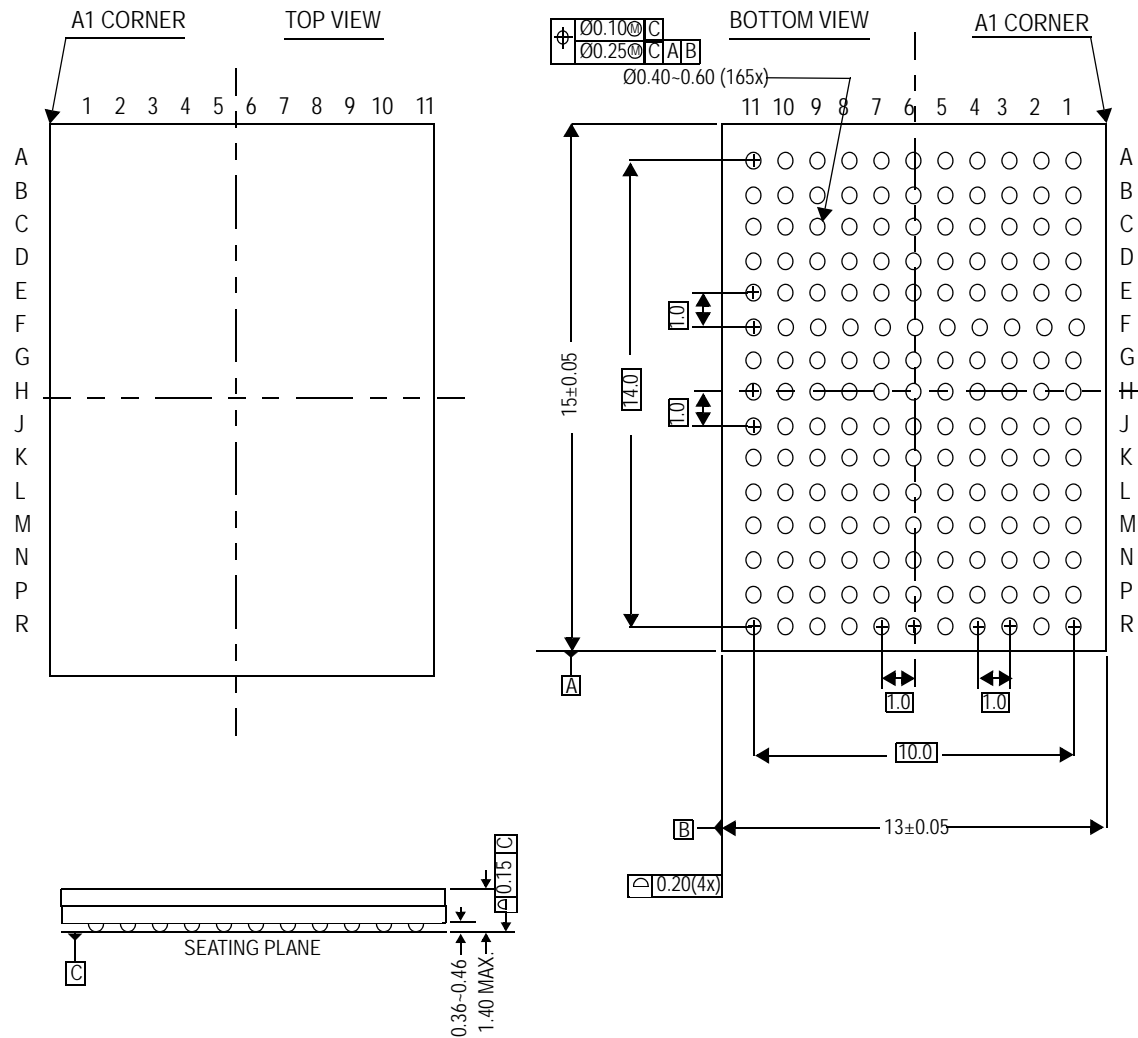 A1 CORNER
TOP VIEW
1 2 3 4 5 6 7 8 9 10 11
A
B
C
D
E
F
G
H
J
K
L
M
N
P
R
Ø0.10Ⓜ C
Ø0.25Ⓜ C A B
Ø0.40~0.60 (165x)
BOTTOM VIEW
A1 CORNER
11 10 9 8 7 6 5 4 3 2 1
A
B
C
D
E
F
G
H
J
K
L
M
N
P
R
15±0.05
14.0
1.0
1.0
A
1.0
1.0
10.0
B
13±0.05
0.20(4x)
0.15 C
SEATING PLANE
C
0.36~0.46
1.40 MAX.